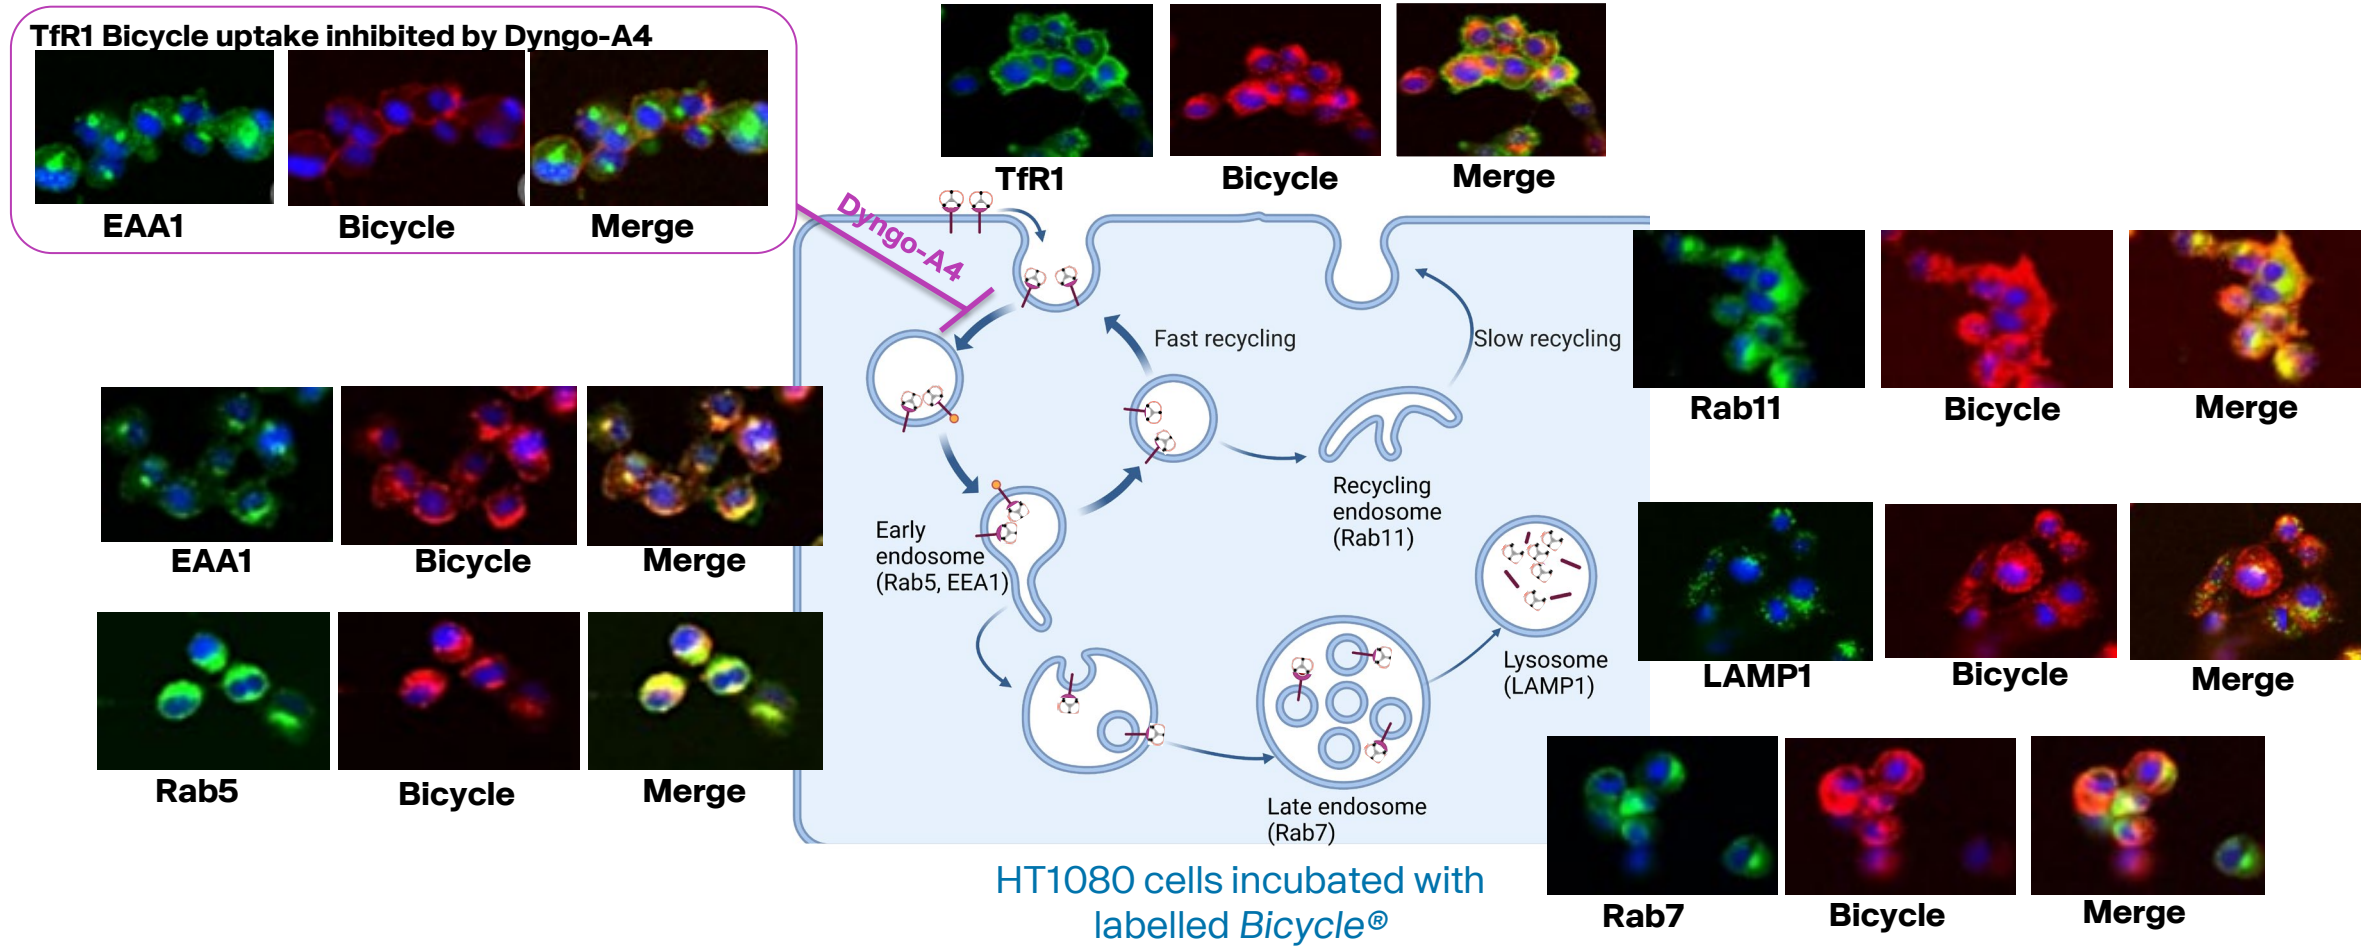 TfR1 Bicycle uptake inhibited by Dyngo-A4
EAA1
Bicycle
Merge
TfR1
Bicycle
Merge
Dyngo-A4
Fast recycling
Slow recycling
Rab11
Bicycle
Merge
EAA1
Bicycle
Merge
Early
endosome
(Rab5, EEA1)
Recycling
endosome
(Rab11)
Lysosome
(LAMP1)
LAMP1
Bicycle
Merge
Rab5
Bicycle
Merge
Late endosome
(Rab7)
Rab7
Bicycle
Merge
HT1080 cells incubated with
labelled Bicycle®